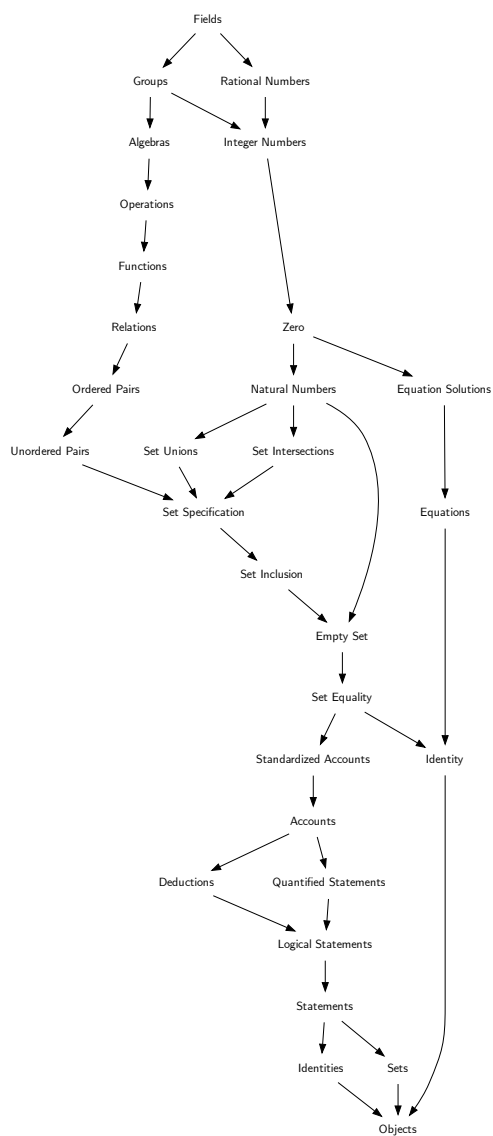 Fields
Groups
Rational Numbers
Algebras
Integer Numbers
Operations
Functions
Relations
Zero
Ordered Pairs
Natural Numbers
Equation Solutions
Unordered Pairs
Set Unions
Set Intersections
Set Specification
Equations
Set Inclusion
Empty Set
Set Equality
Standardized Accounts
Identity
Accounts
Deductions
Quantified Statements
Logical Statements
Statements
Identities
Sets
Objects